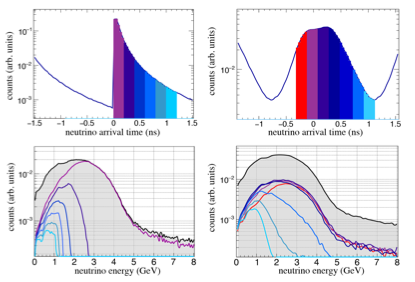 counts (arb. units)
10⁻¹
10⁻²
10⁻³
-1.5 -1 -0.5 0 0.5 1 1.5
neutrino arrival time (ns)
counts (arb. units)
10⁻²
-1.5 -1 -0.5 0 0.5 1 1.5
neutrino arrival time (ns)
counts (arb. units)
10⁻²
10⁻³
0 1 2 3 4 5 6 7 8
neutrino energy (GeV)
counts (arb. units)
10⁻²
10⁻³
0 1 2 3 4 5 6 7 8
neutrino energy (GeV)